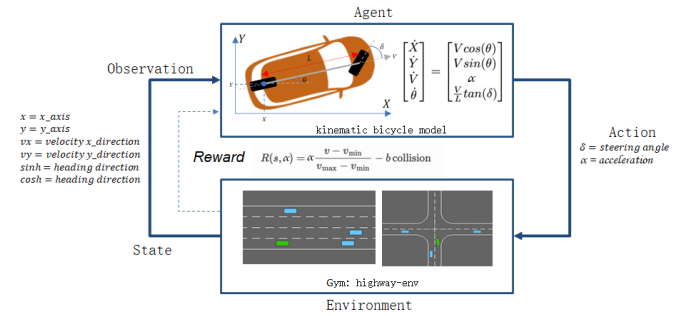 Agent
Y
L
δ
V
θ
Y
x
X
[Ẋ Ẏ V̇ θ̇] = [Vcos(θ) Vsin(θ) α V/L tan(δ)]
kinematic bicycle model
Observation
x = x_axis
y = y_axis
vx = velocity x_direction
vy = velocity y_direction
sinh = heading direction
cosh = heading direction
Reward R(s,α) = α (v − v_min)/(v_max − v_min) − b collision
Action
δ = steering angle
α = acceleration
State
Gym: highway-env
Environment